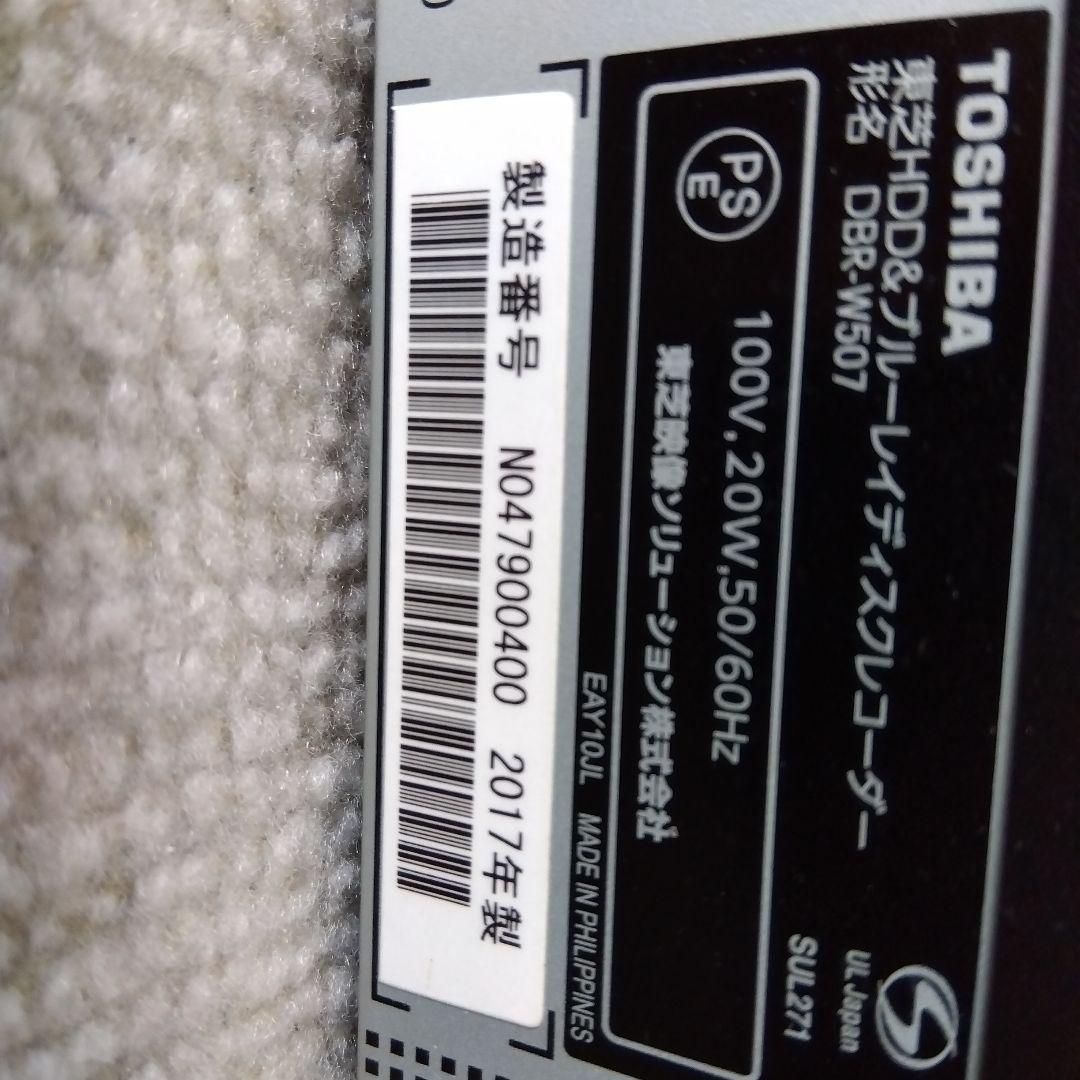 TOSHIBA
東芝HDD&ブルーレイディスクレコーダー
形名 DBR-W507
UL Japan
SUL271
PS
E
100V, 20W, 50/60Hz
東芝映像ソリューション株式会社
EAY10JL MADE IN PHILIPPINES
製造番号 N047900400 2017年製